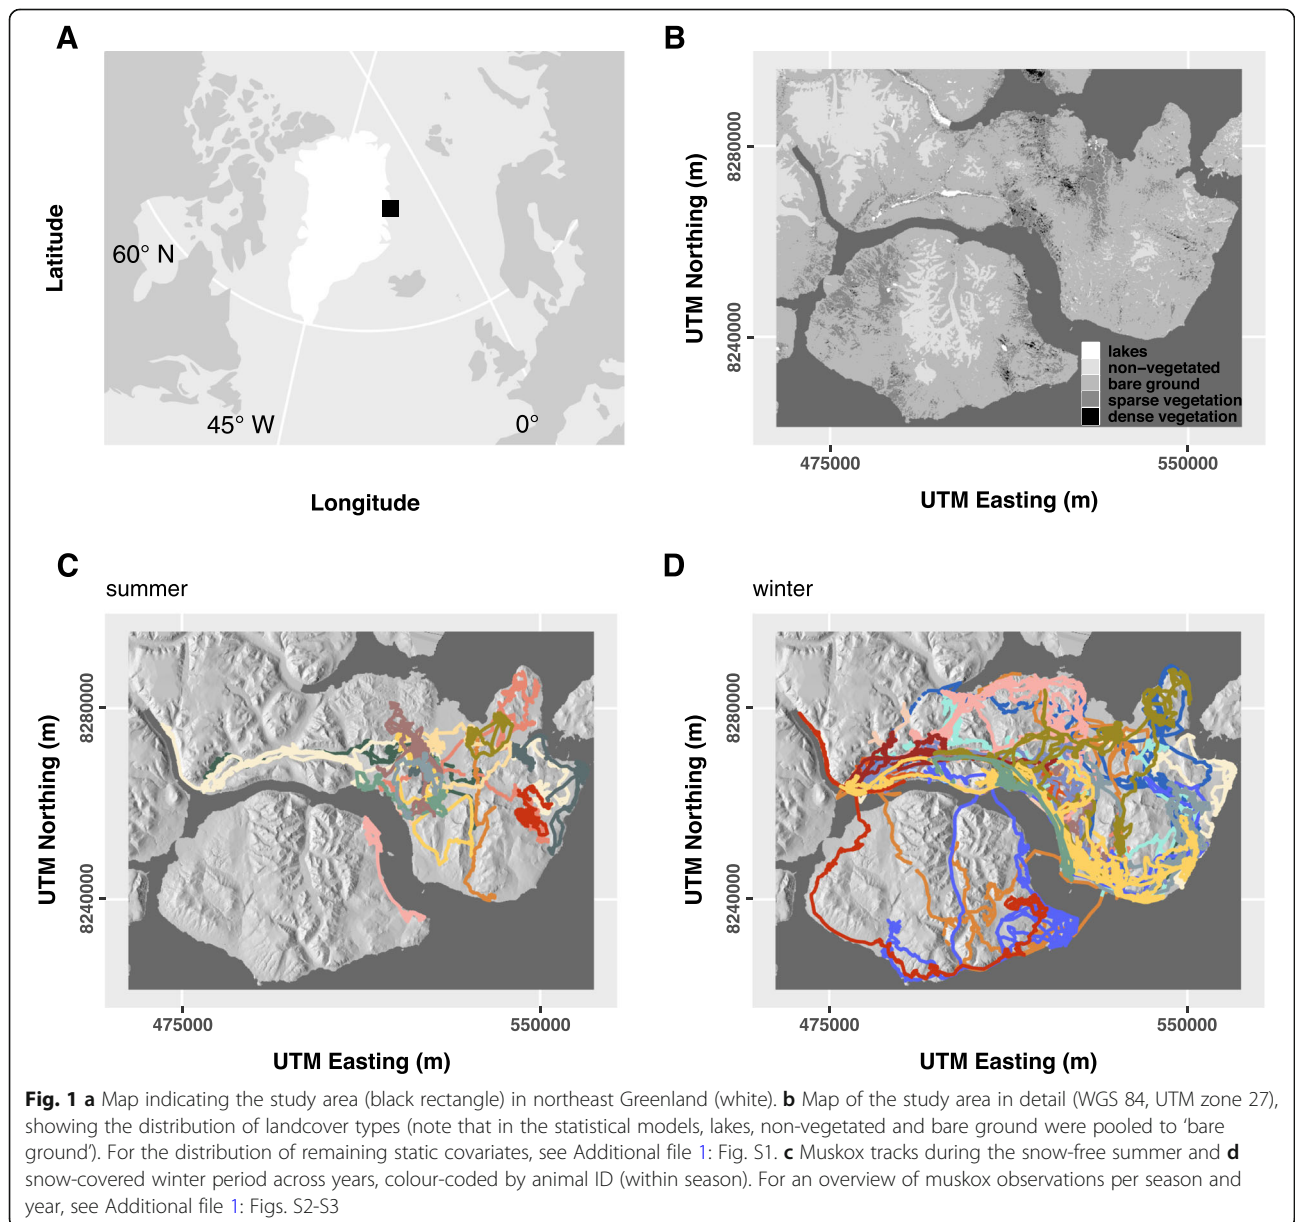 A
Latitude
60° N
45° W
0°
Longitude
B
UTM Northing (m)
8280000
8240000
lakes
non-vegetated
bare ground
sparse vegetation
dense vegetation
475000
550000
UTM Easting (m)
C
summer
UTM Northing (m)
8280000
8240000
475000
550000
UTM Easting (m)
D
winter
UTM Northing (m)
8280000
8240000
475000
550000
UTM Easting (m)
Fig. 1 a Map indicating the study area (black rectangle) in northeast Greenland (white). b Map of the study area in detail (WGS 84, UTM zone 27),
showing the distribution of landcover types (note that in the statistical models, lakes, non-vegetated and bare ground were pooled to ‘bare
ground’). For the distribution of remaining static covariates, see Additional file 1: Fig. S1. c Muskox tracks during the snow-free summer and d
snow-covered winter period across years, colour-coded by animal ID (within season). For an overview of muskox observations per season and
year, see Additional file 1: Figs. S2-S3